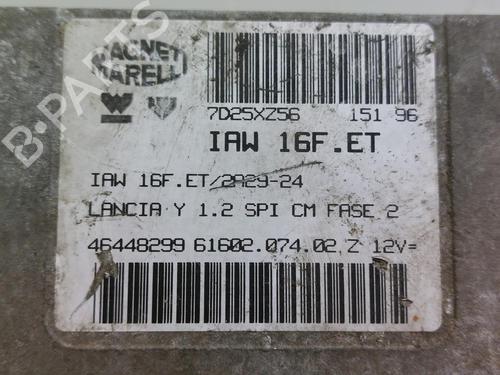 MAGNETI
MARELLI
7D25XZ56 151 96
IAW 16F.ET
IAW 16F.ET/2A29-24
LANCIA Y 1.2 SPI CM FASE 2
46448299 61602.074.02 Z 12V=
B-PARTS